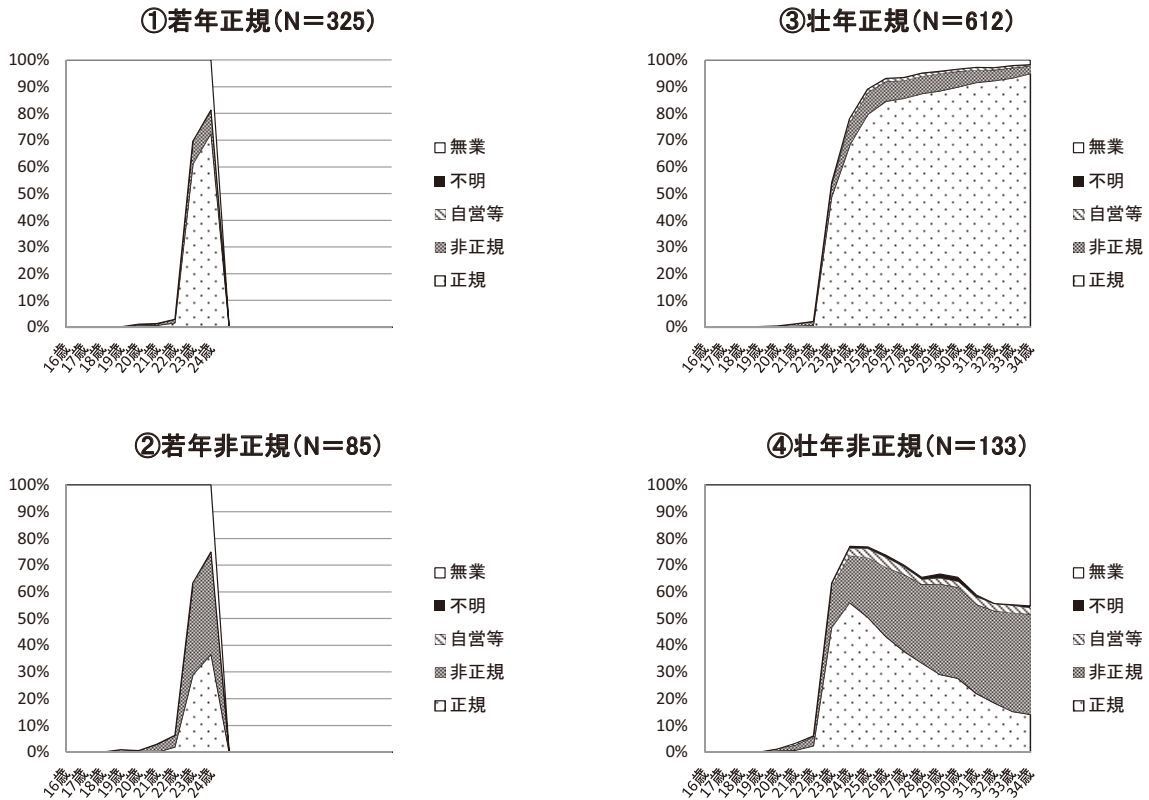 ①若年正規(N＝325)
100%
90%
80%
70%
60%
50%
40%
30%
20%
10%
0%
16歳
17歳
18歳
19歳
20歳
21歳
22歳
23歳
24歳
無業
不明
自営等
非正規
正規
③壮年正規(N＝612)
100%
90%
80%
70%
60%
50%
40%
30%
20%
10%
0%
16歳
17歳
18歳
19歳
20歳
21歳
22歳
23歳
24歳
25歳
26歳
27歳
28歳
29歳
30歳
31歳
32歳
33歳
34歳
無業
不明
自営等
非正規
正規
②若年非正規(N＝85)
100%
90%
80%
70%
60%
50%
40%
30%
20%
10%
0%
16歳
17歳
18歳
19歳
20歳
21歳
22歳
23歳
24歳
無業
不明
自営等
非正規
正規
④壮年非正規(N＝133)
100%
90%
80%
70%
60%
50%
40%
30%
20%
10%
0%
16歳
17歳
18歳
19歳
20歳
21歳
22歳
23歳
24歳
25歳
26歳
27歳
28歳
29歳
30歳
31歳
32歳
33歳
34歳
無業
不明
自営等
非正規
正規